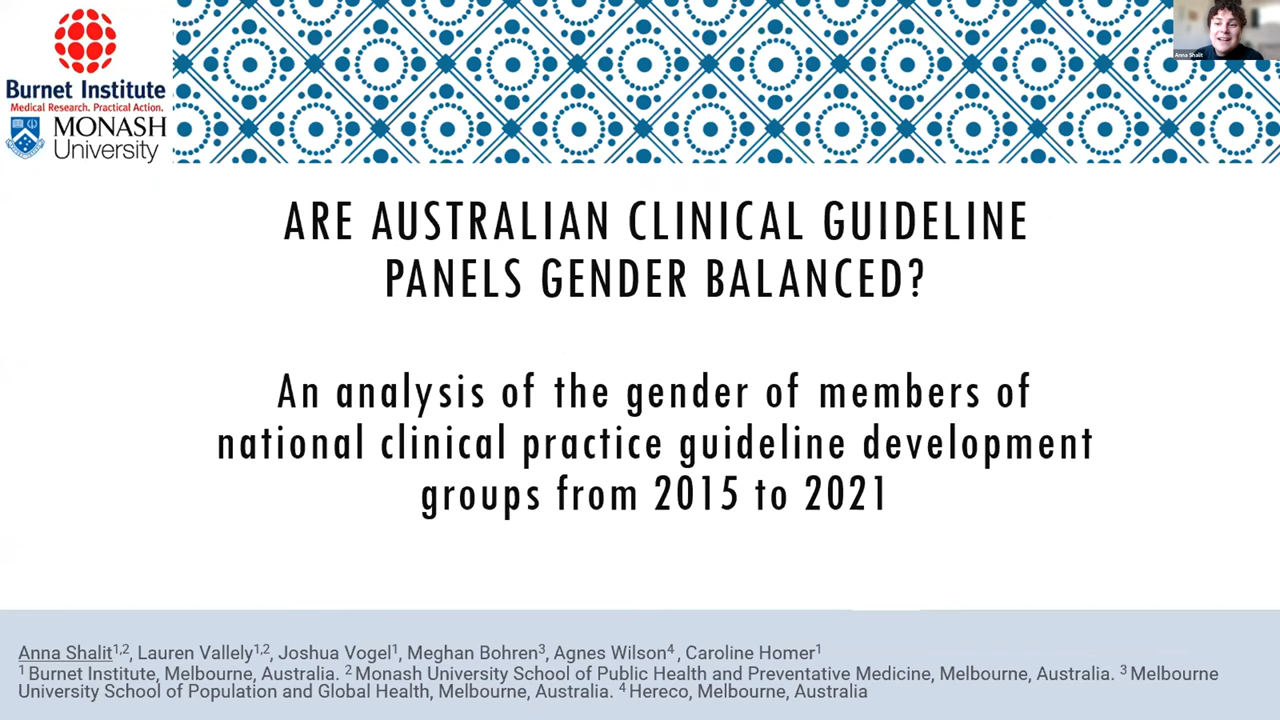 Burnet Institute
Medical Research. Practical Action.
MONASH
University
Anna Shalit
ARE AUSTRALIAN CLINICAL GUIDELINE
PANELS GENDER BALANCED?
An analysis of the gender of members of
national clinical practice guideline development
groups from 2015 to 2021
Anna Shalit1,2, Lauren Vallely1,2, Joshua Vogel1, Meghan Bohren3, Agnes Wilson4, Caroline Homer1
1 Burnet Institute, Melbourne, Australia. 2 Monash University School of Public Health and Preventative Medicine, Melbourne, Australia. 3 Melbourne
University School of Population and Global Health, Melbourne, Australia. 4 Hereco, Melbourne, Australia